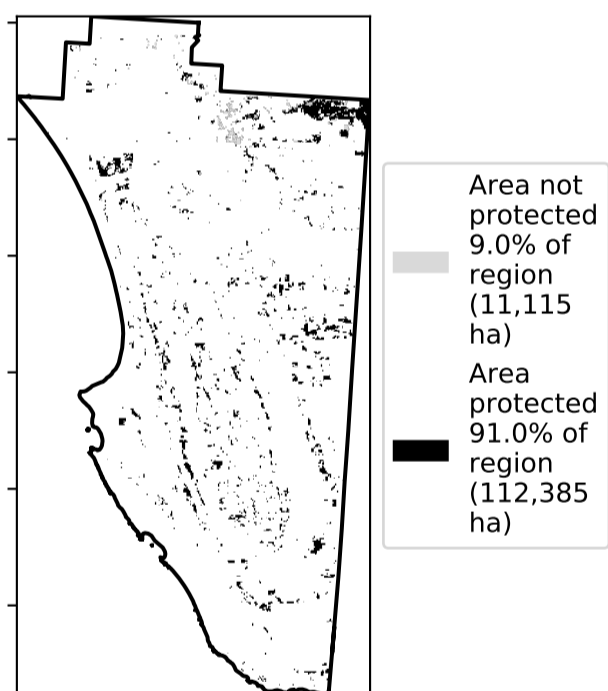 Area not
protected
9.0% of
region
(11,115
ha)
Area
protected
91.0% of
region
(112,385
ha)